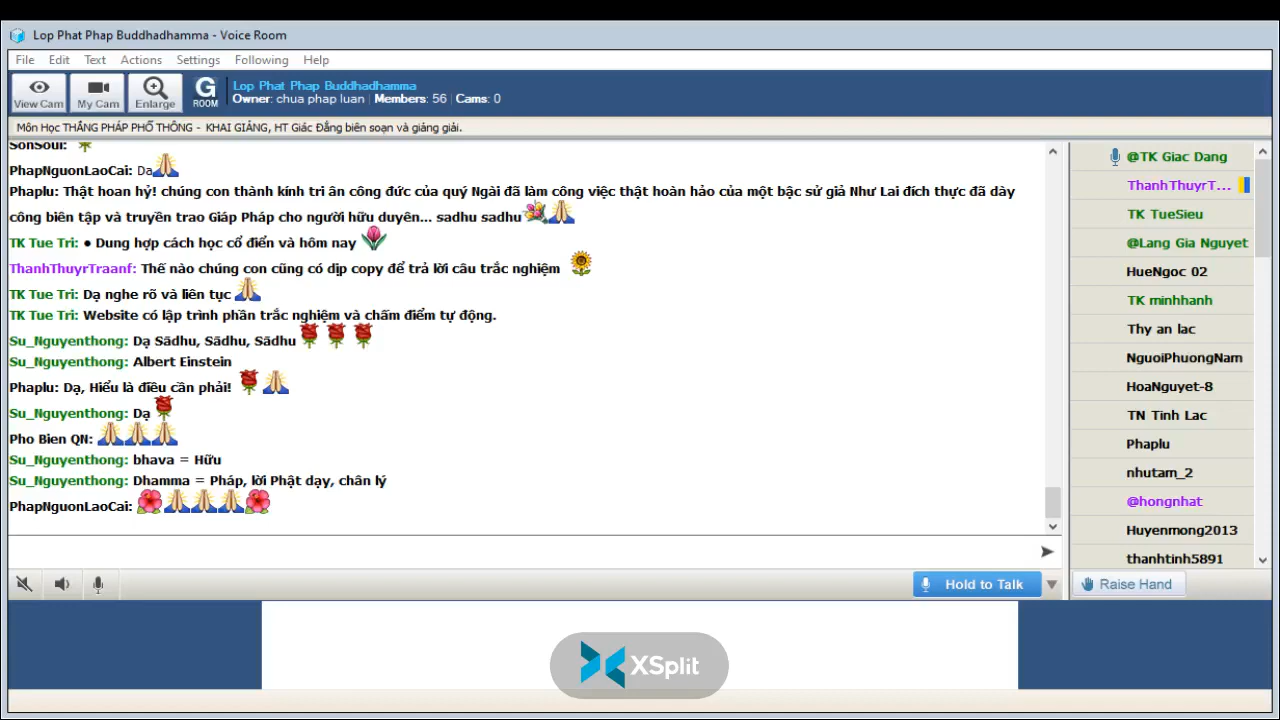 Lop Phat Phap Buddhadhamma - Voice Room
File Edit Text Actions Settings Following Help
View Cam My Cam Enlarge G ROOM
Lop Phat Phap Buddhadhamma
Owner: chua phap luan | Members: 56 | Cams: 0
Môn Học THẮNG PHÁP PHỔ THÔNG - KHAI GIẢNG, HT Giác Đẳng biên soạn và giảng giải.
SonSoui:
PhapNguonLaoCai: Da
Phaplu: Thật hoan hỷ! chúng con thành kính tri ân công đức của quý Ngài đã làm công việc thật hoàn hảo của một bậc sử giả Như Lai đích thực đã dày
công biên tập và truyền trao Giáp Pháp cho người hữu duyên... sadhu sadhu
TK Tue Tri: ● Dung hợp cách học cổ điển và hôm nay
ThanhThuyrTraanf: Thế nào chúng con cũng có dịp copy để trả lời câu trắc nghiệm
TK Tue Tri: Dạ nghe rõ và liên tục
TK Tue Tri: Website có lập trình phần trắc nghiệm và chấm điểm tự động.
Su_Nguyenthong: Dạ Sādhu, Sādhu, Sādhu
Su_Nguyenthong: Albert Einstein
Phaplu: Dạ, Hiểu là điều cần phải!
Su_Nguyenthong: Dạ
Pho Bien QN:
Su_Nguyenthong: bhava = Hữu
Su_Nguyenthong: Dhamma = Pháp, lời Phật dạy, chân lý
PhapNguonLaoCai:
@TK Giac Dang
ThanhThuyrT...
TK TueSieu
@Lang Gia Nguyet
HueNgoc 02
TK minhhanh
Thy an lac
NguoiPhuongNam
HoaNguyet-8
TN Tinh Lac
Phaplu
nhutam_2
@hongnhat
Huyenmong2013
thanhtinh5891
Hold to Talk
Raise Hand
XSplit